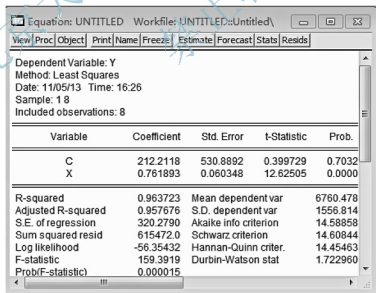 Equation: UNTITLED Workfile: UNTITLED::Untitled\
View Proc Object Print Name Freeze Estimate Forecast Stats Resids
Dependent Variable: Y
Method: Least Squares
Date: 11/05/13 Time: 16:26
Sample: 1 8
Included observations: 8
Variable Coefficient Std. Error t-Statistic Prob.
C 212.2118 530.8892 0.399729 0.7032
X 0.761893 0.060348 12.62505 0.0000
R-squared 0.963723 Mean dependent var 6760.478
Adjusted R-squared 0.957676 S.D. dependent var 1556.814
S.E. of regression 320.2790 Akaike info criterion 14.58858
Sum squared resid 615472.0 Schwarz criterion 14.60844
Log likelihood -56.35432 Hannan-Quinn criter. 14.45463
F-statistic 159.3919 Durbin-Watson stat 1.722960
Prob(F-statistic) 0.000015